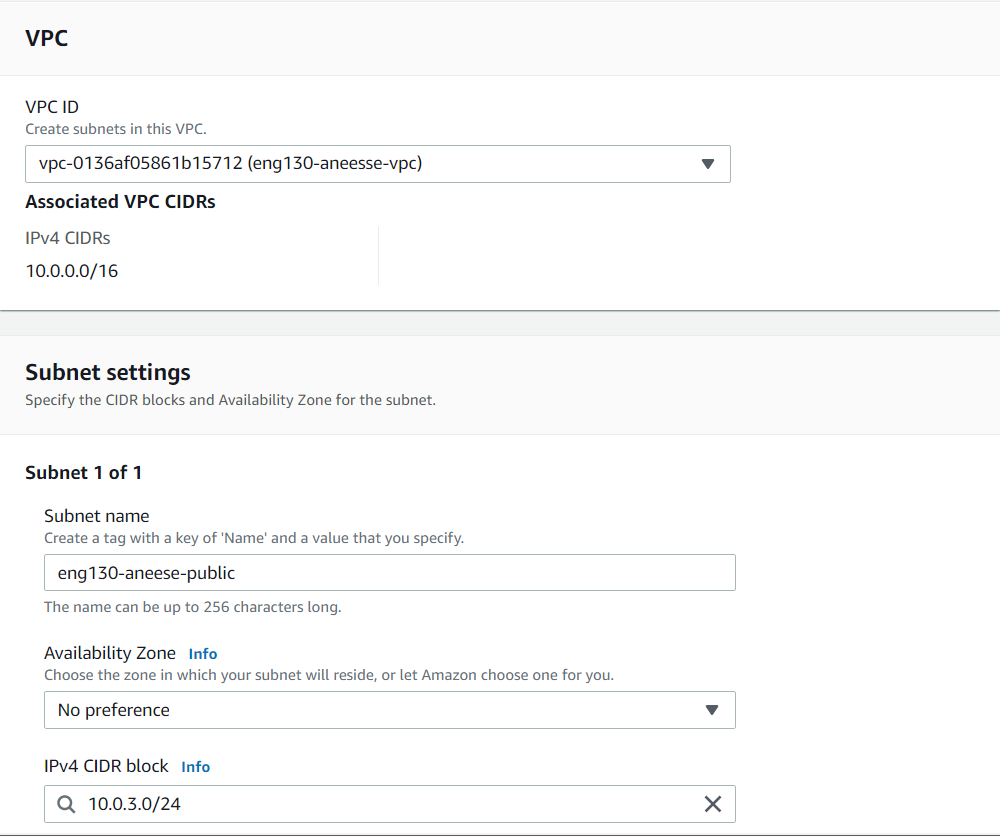 VPC
VPC ID
Create subnets in this VPC.
vpc-0136af05861b15712 (eng130-aneesse-vpc)
Associated VPC CIDRs
IPv4 CIDRs
10.0.0.0/16
Subnet settings
Specify the CIDR blocks and Availability Zone for the subnet.
Subnet 1 of 1
Subnet name
Create a tag with a key of 'Name' and a value that you specify.
eng130-aneese-public
The name can be up to 256 characters long.
Availability Zone Info
Choose the zone in which your subnet will reside, or let Amazon choose one for you.
No preference
IPv4 CIDR block Info
10.0.3.0/24